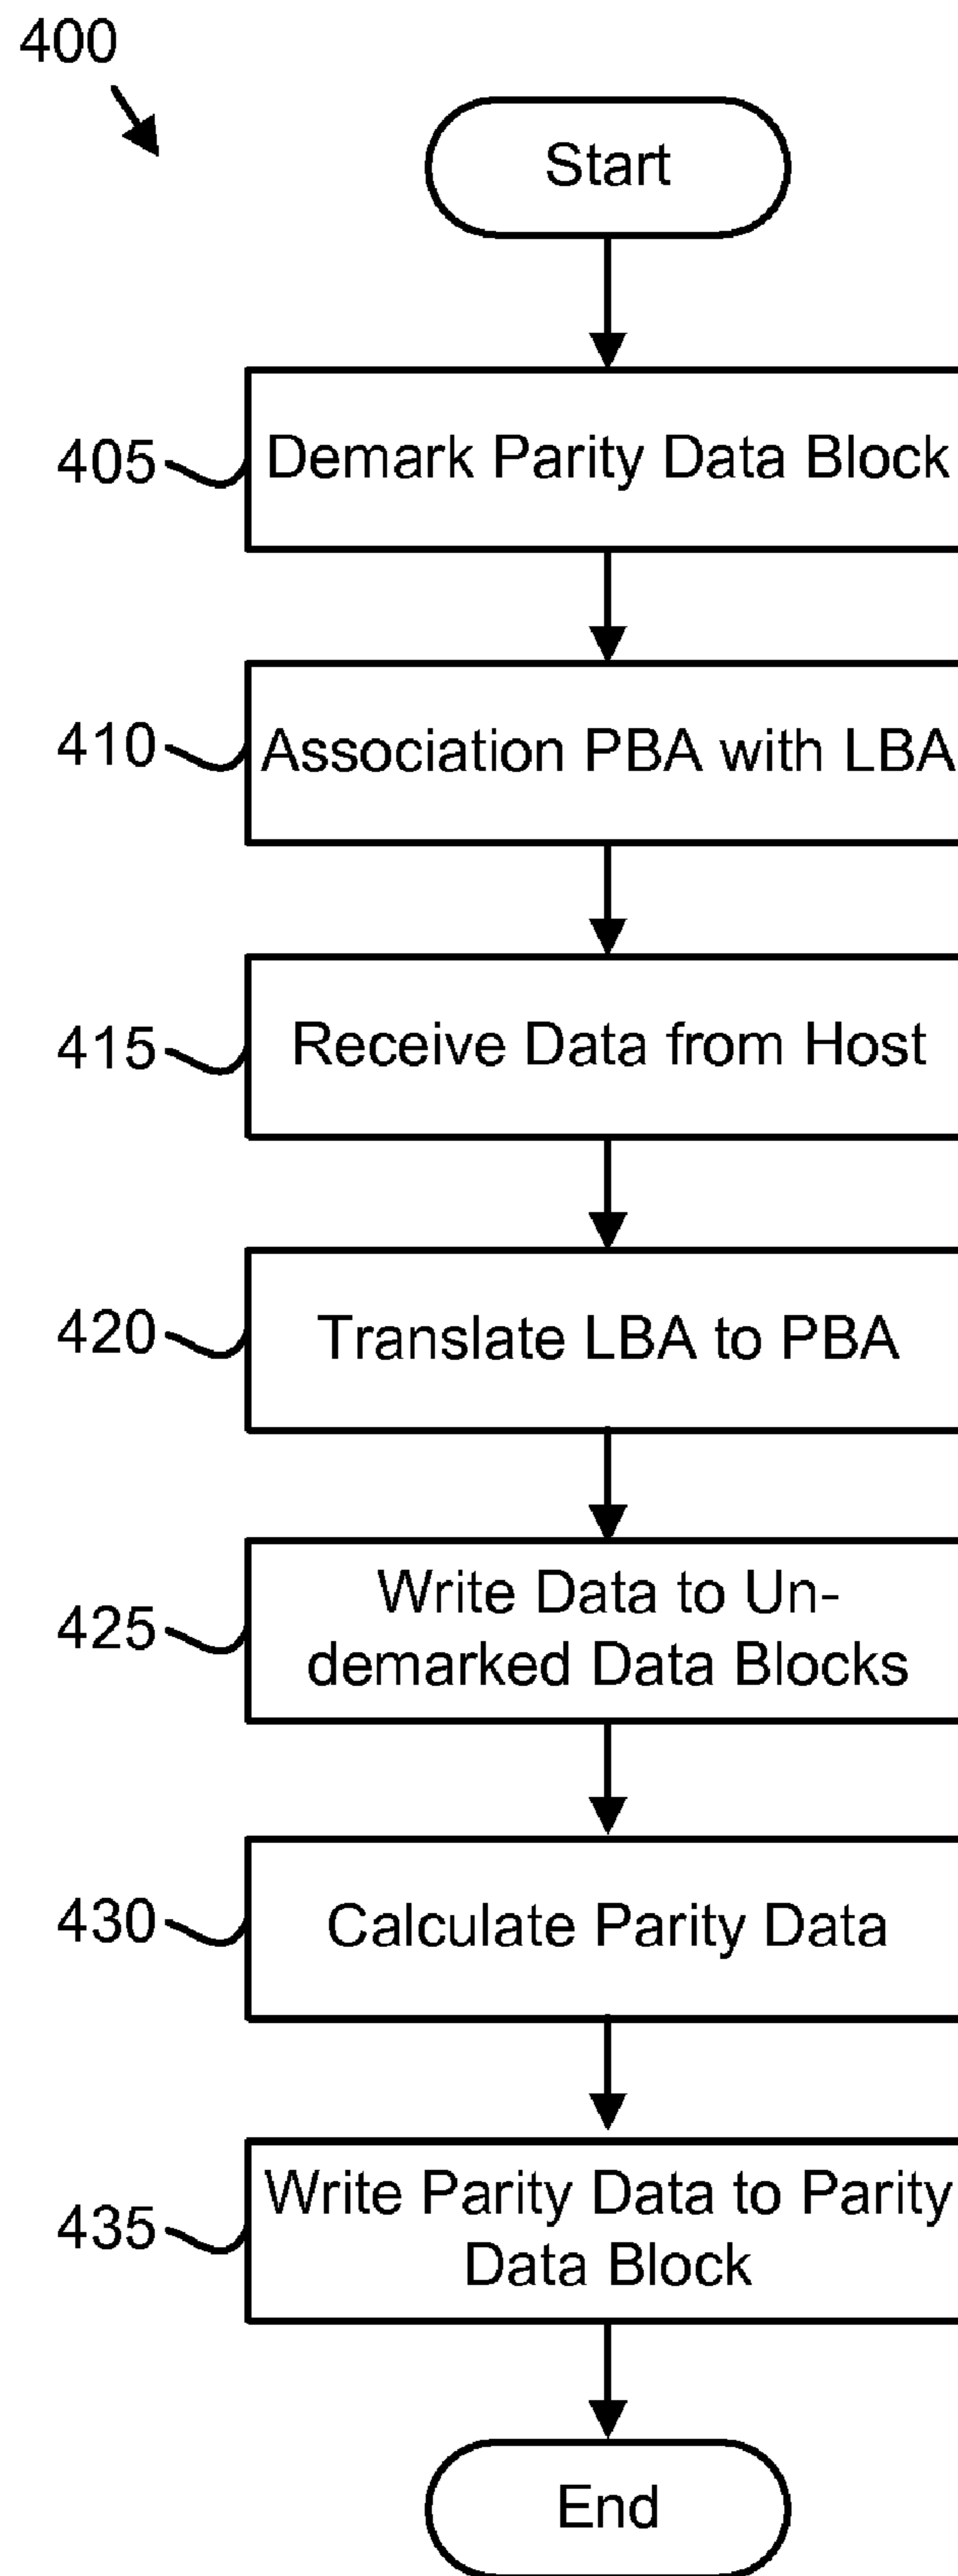 400
Start
405 Demark Parity Data Block
410 Association PBA with LBA
415 Receive Data from Host
420 Translate LBA to PBA
425 Write Data to Un-
demarked Data Blocks
430 Calculate Parity Data
435 Write Parity Data to Parity
Data Block
End